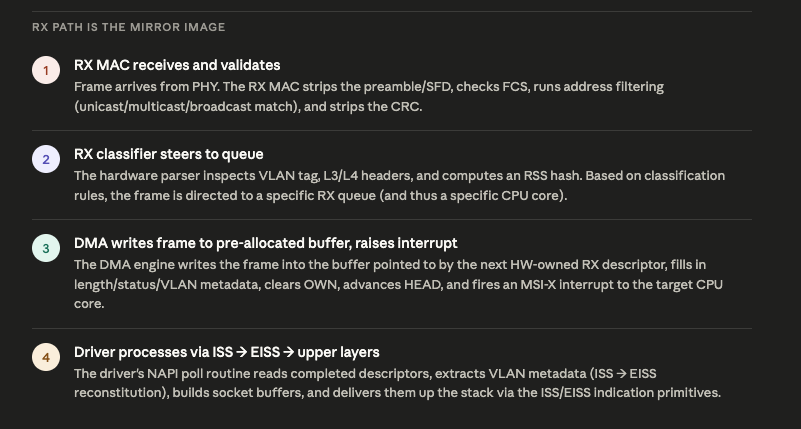 RX PATH IS THE MIRROR IMAGE
1
RX MAC receives and validates
Frame arrives from PHY. The RX MAC strips the preamble/SFD, checks FCS, runs address filtering
(unicast/multicast/broadcast match), and strips the CRC.
2
RX classifier steers to queue
The hardware parser inspects VLAN tag, L3/L4 headers, and computes an RSS hash. Based on classification
rules, the frame is directed to a specific RX queue (and thus a specific CPU core).
3
DMA writes frame to pre-allocated buffer, raises interrupt
The DMA engine writes the frame into the buffer pointed to by the next HW-owned RX descriptor, fills in
length/status/VLAN metadata, clears OWN, advances HEAD, and fires an MSI-X interrupt to the target CPU
core.
4
Driver processes via ISS → EISS → upper layers
The driver's NAPI poll routine reads completed descriptors, extracts VLAN metadata (ISS → EISS
reconstitution), builds socket buffers, and delivers them up the stack via the ISS/EISS indication primitives.